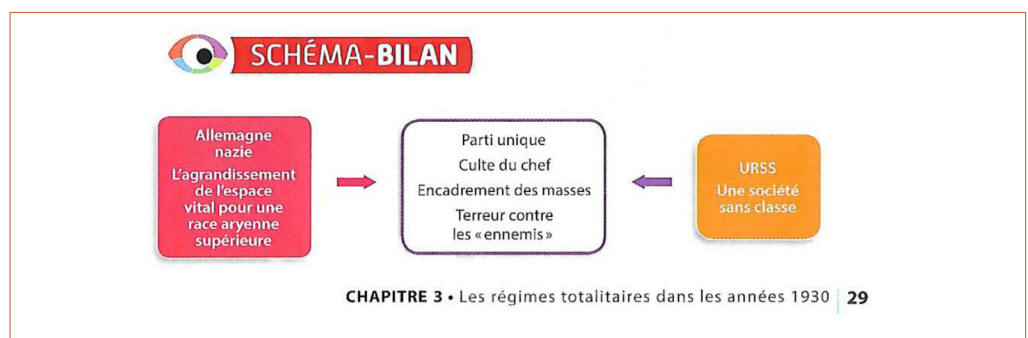 SCHÉMA-BILAN
Allemagne
nazie
L'agrandissement
de l'espace
vital pour une
race aryenne
supérieure
Parti unique
Culte du chef
Encadrement des masses
Terreur contre
les «ennemis»
URSS
Une société
sans classe
CHAPITRE 3 • Les régimes totalitaires dans les années 1930 29